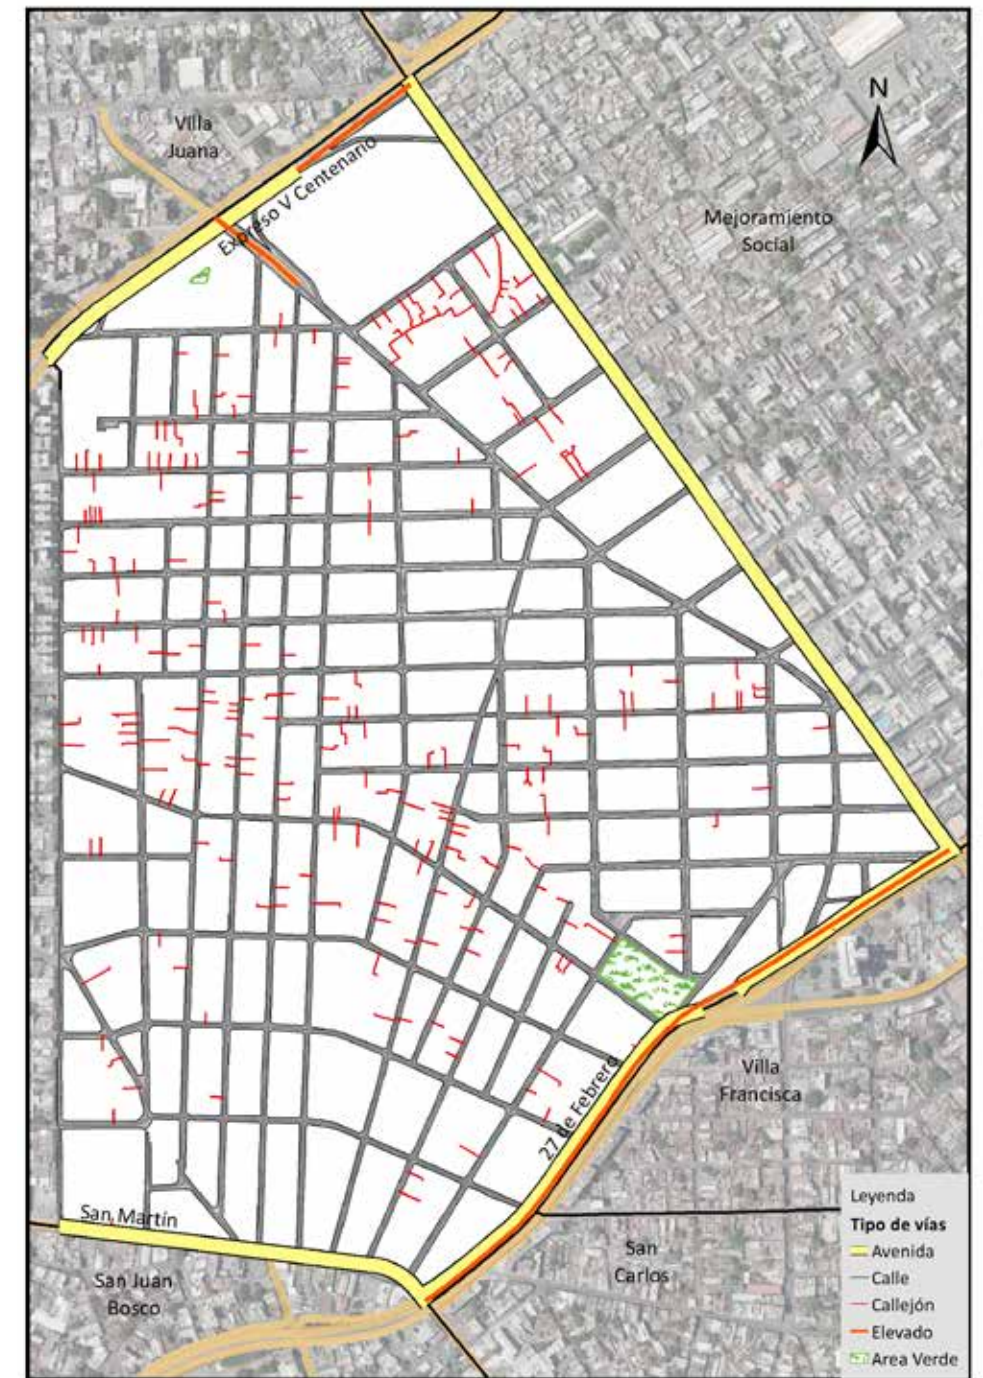 N
Villa
Juana
Expreso V Centenario
Mejoramiento
Social
27 de Febrero
Villa
Francisca
San Martín
San Juan
Bosco
San
Carlos
Leyenda
Tipo de vías
Avenida
Calle
Callejón
Elevado
Area Verde